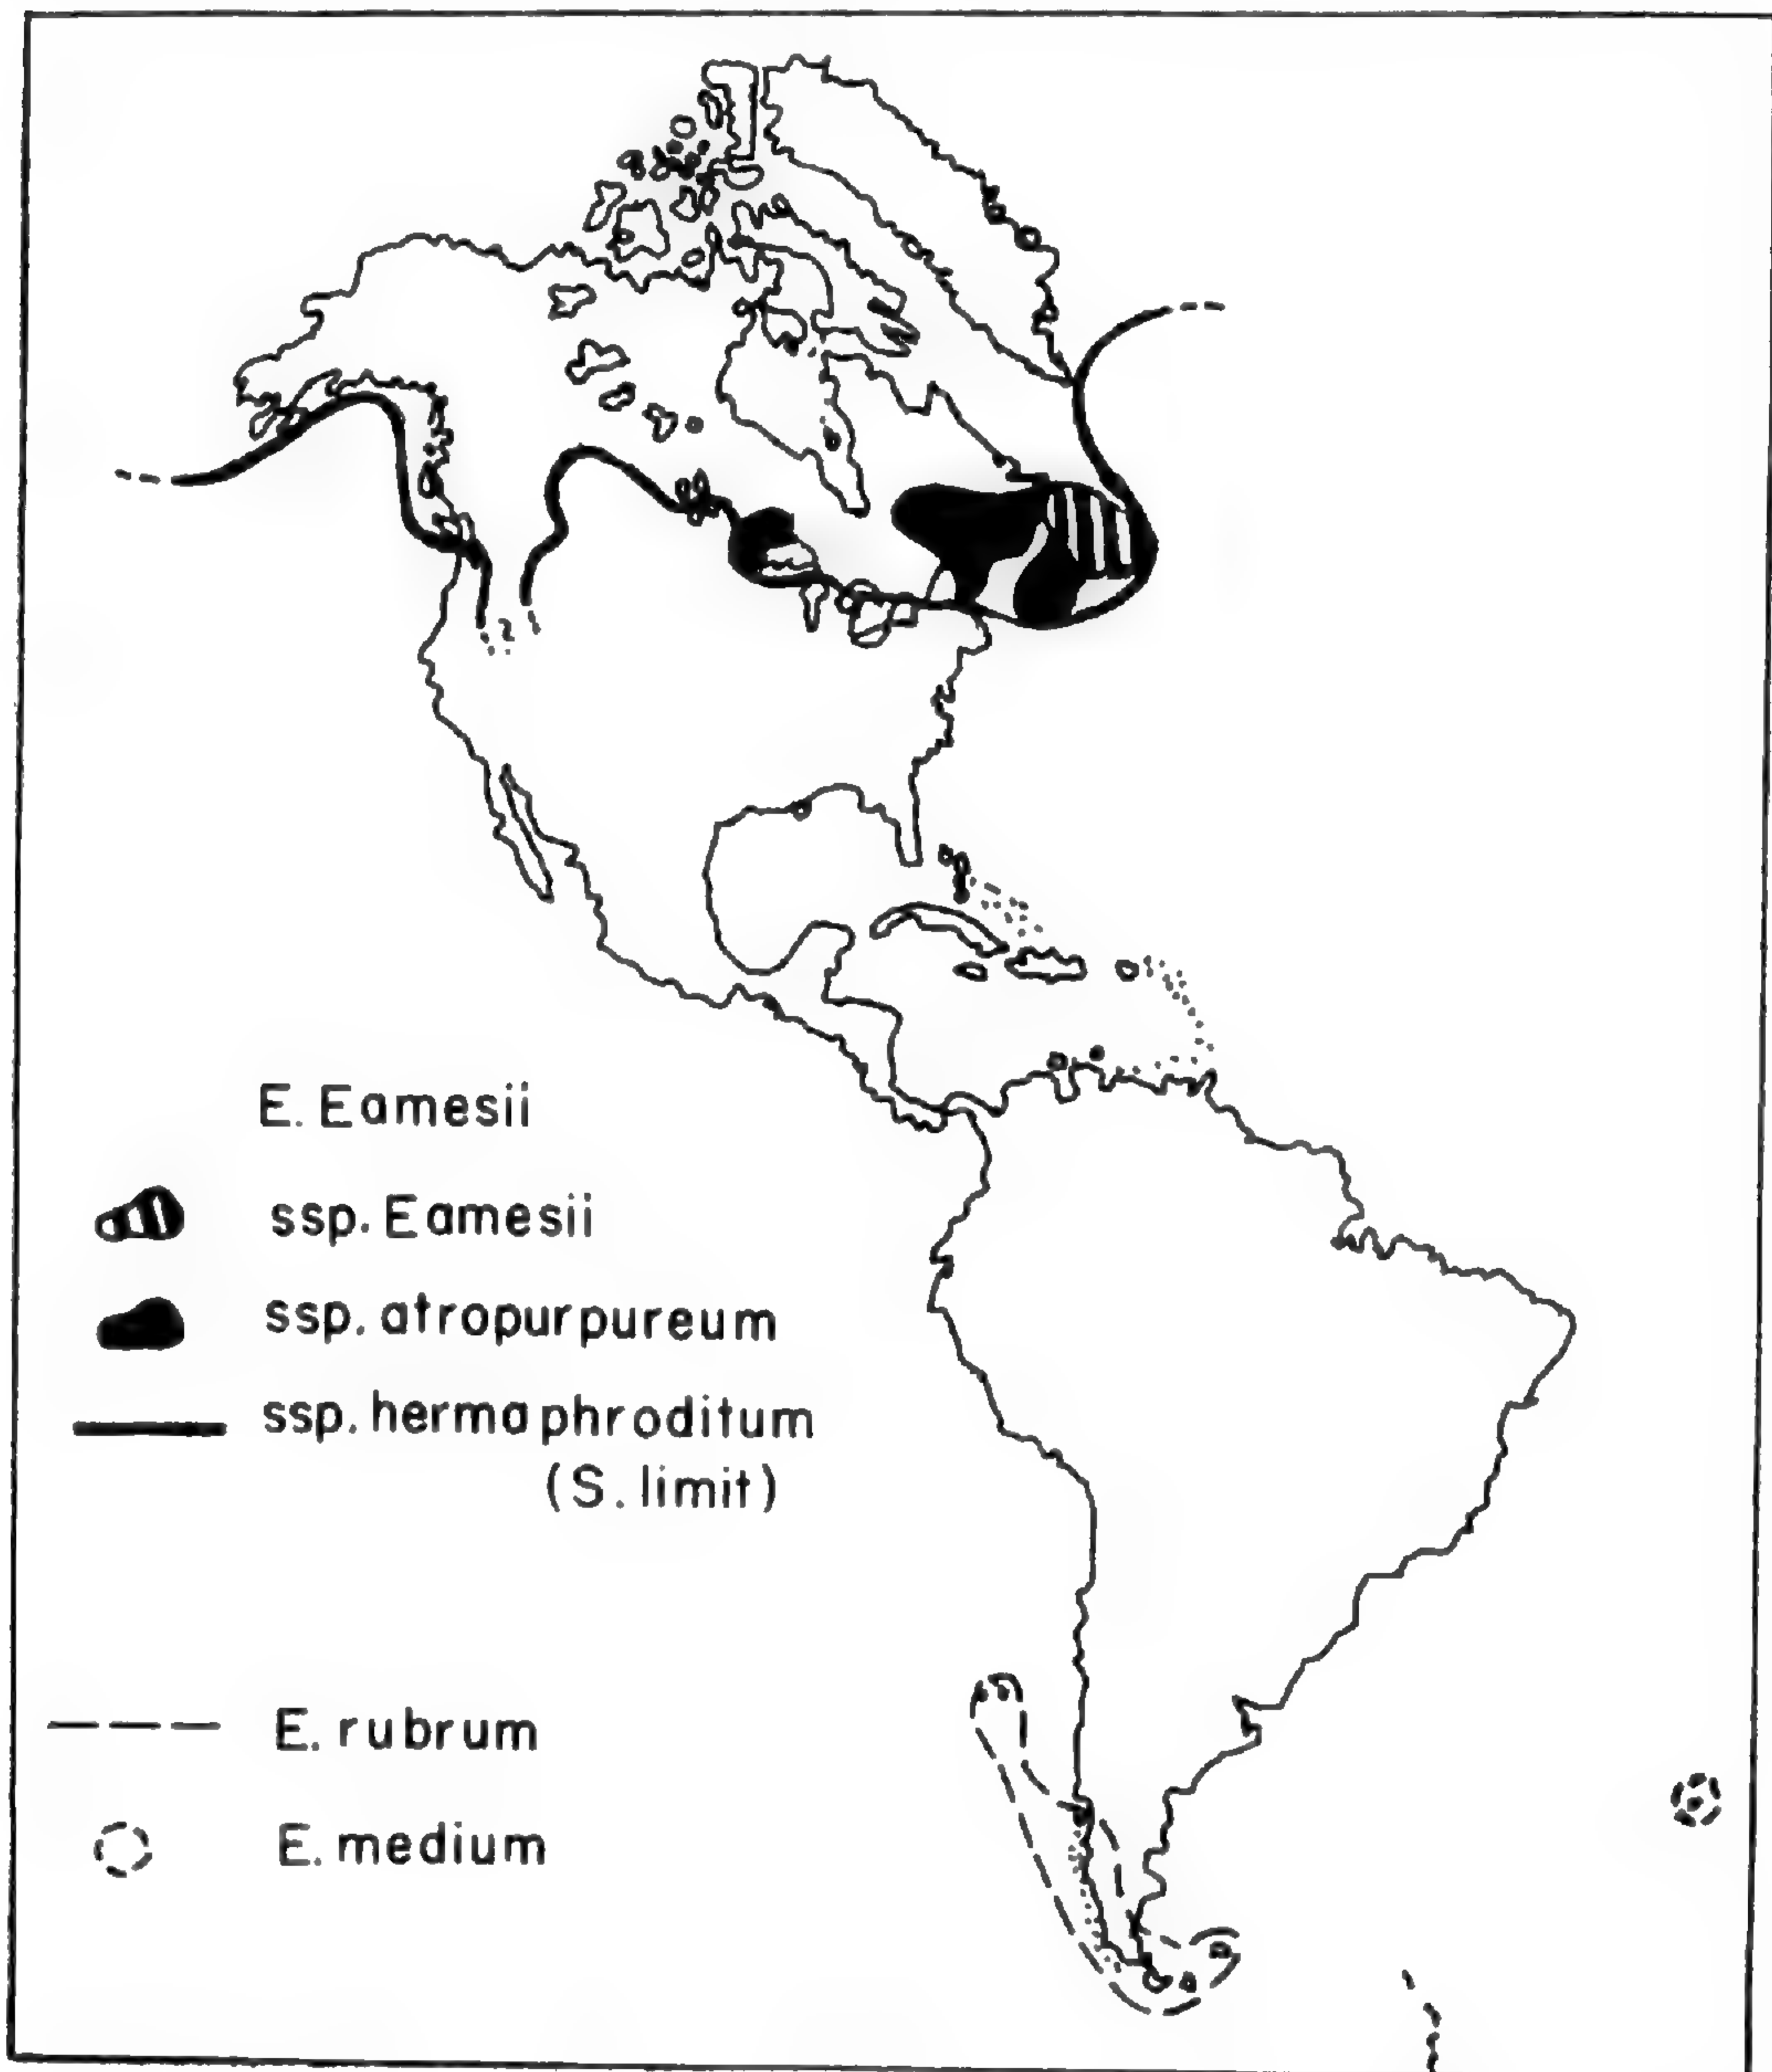 ?
E. Eamesii
ssp. Eamesii
ssp. atropurpureum
ssp. hermaphroditum
(S. limit)
E. rubrum
E. medium